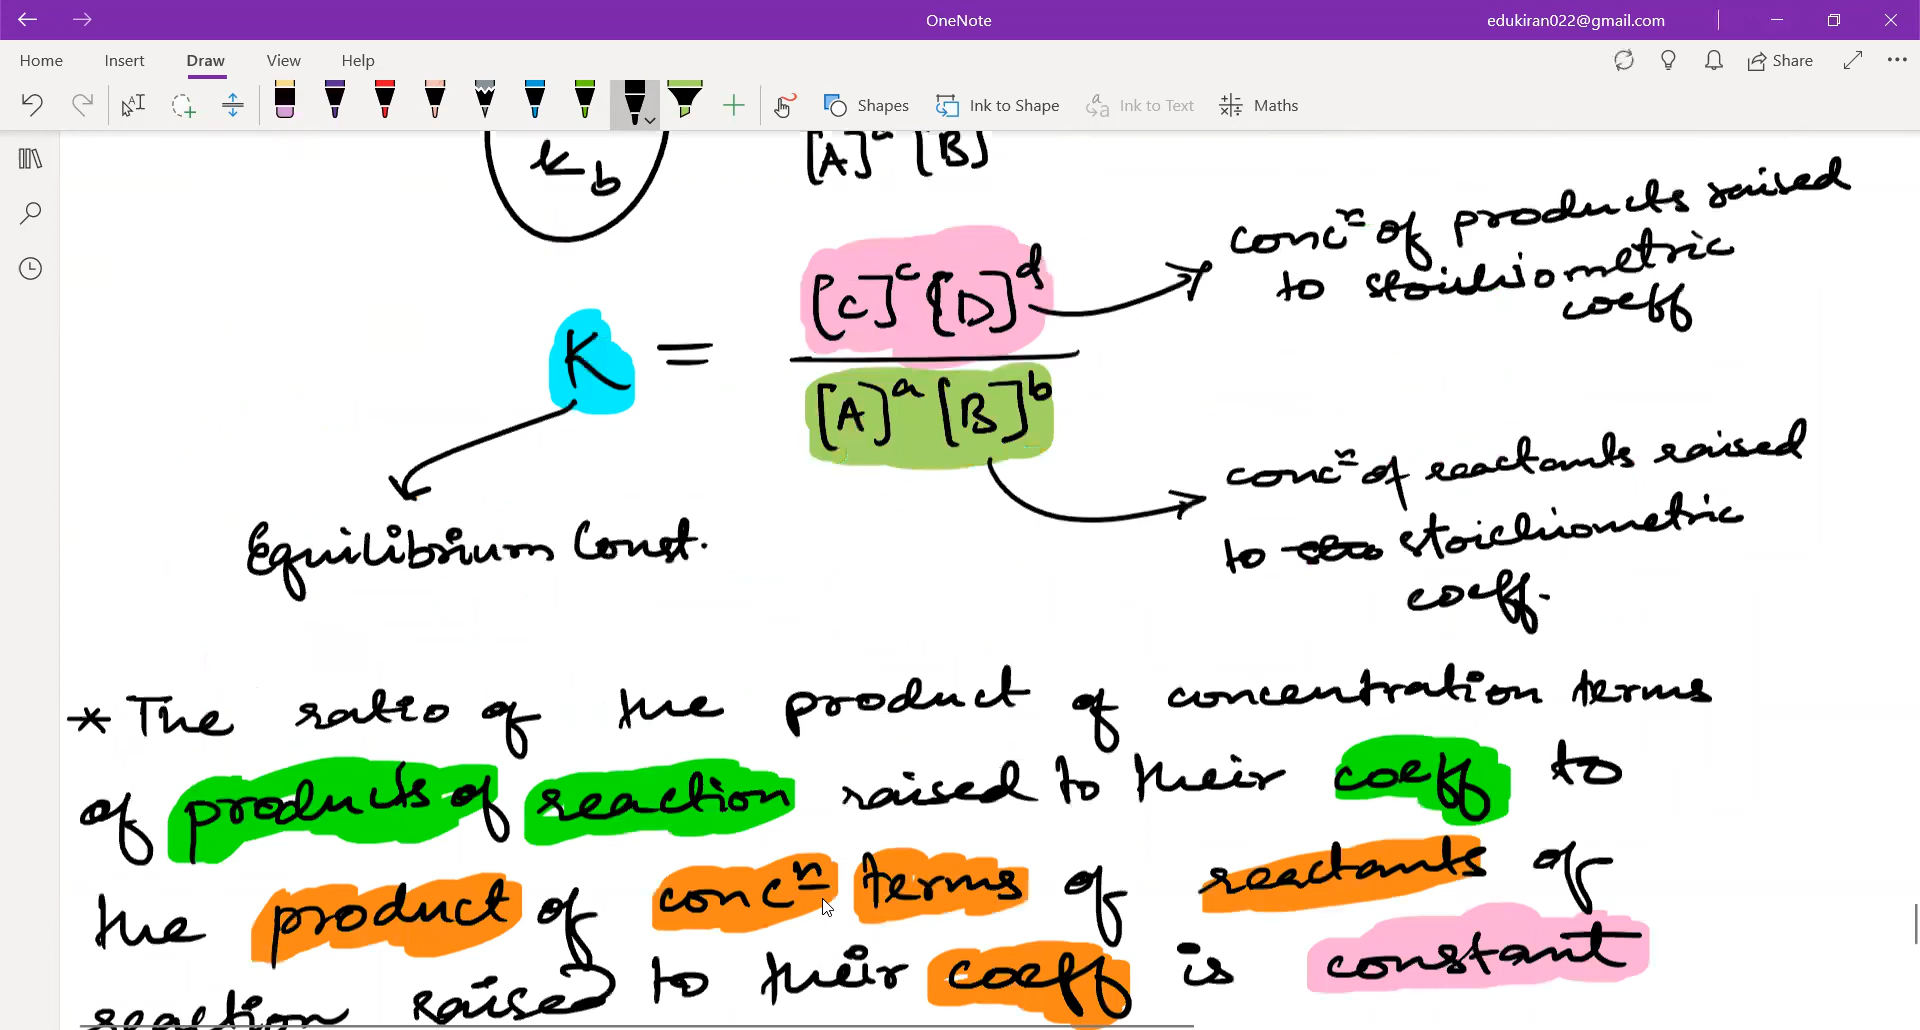 OneNote
edukiran022@gmail.com
Home Insert Draw View Help
Share
Shapes Ink to Shape Ink to Text Maths
k b
[A]^a [B]
conc^n of products raised
to stoichiometric
coeff
[C]^c [D]^d
K =
[A]^a [B]^b
conc^n of reactants raised
to stoichiometric
coeff.
Equilibrium Const.
* The ratio of the product of concentration terms
of products of reaction raised to their coeff to
the product of conc^n terms of reactants of
reaction raised to their coeff is constant